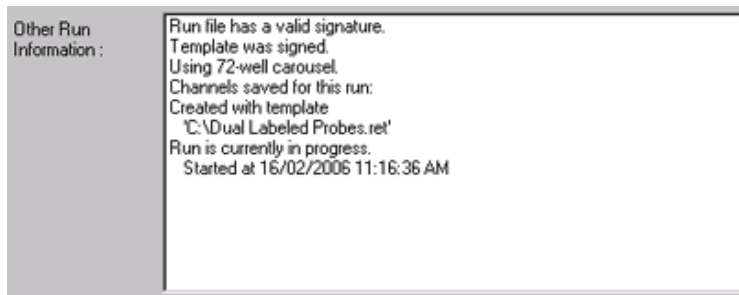 Other Run
Information :
Run file has a valid signature.
Template was signed.
Using 72-well carousel.
Channels saved for this run:
Created with template
'C:\Dual Labeled Probes.ret'
Run is currently in progress.
Started at 16/02/2006 11:16:36 AM